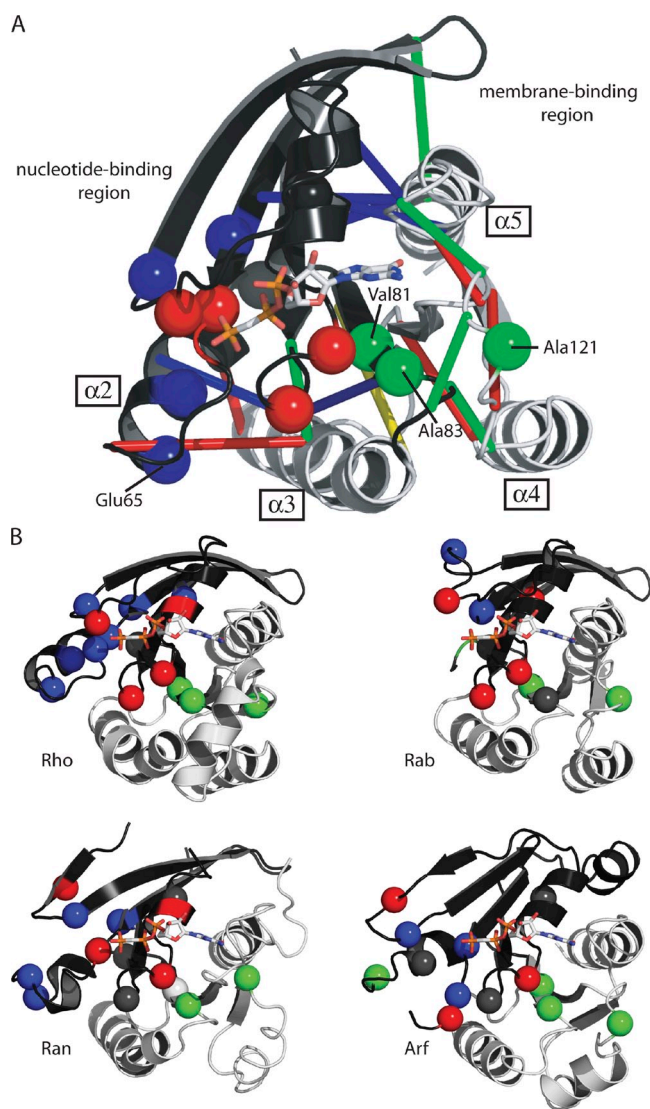 A
membrane-binding
region
nucleotide-binding
region
α5
Val81
Ala121
α2
Ala83
Glu65
α3
α4
B
Rho
Rab
Ran
Arf